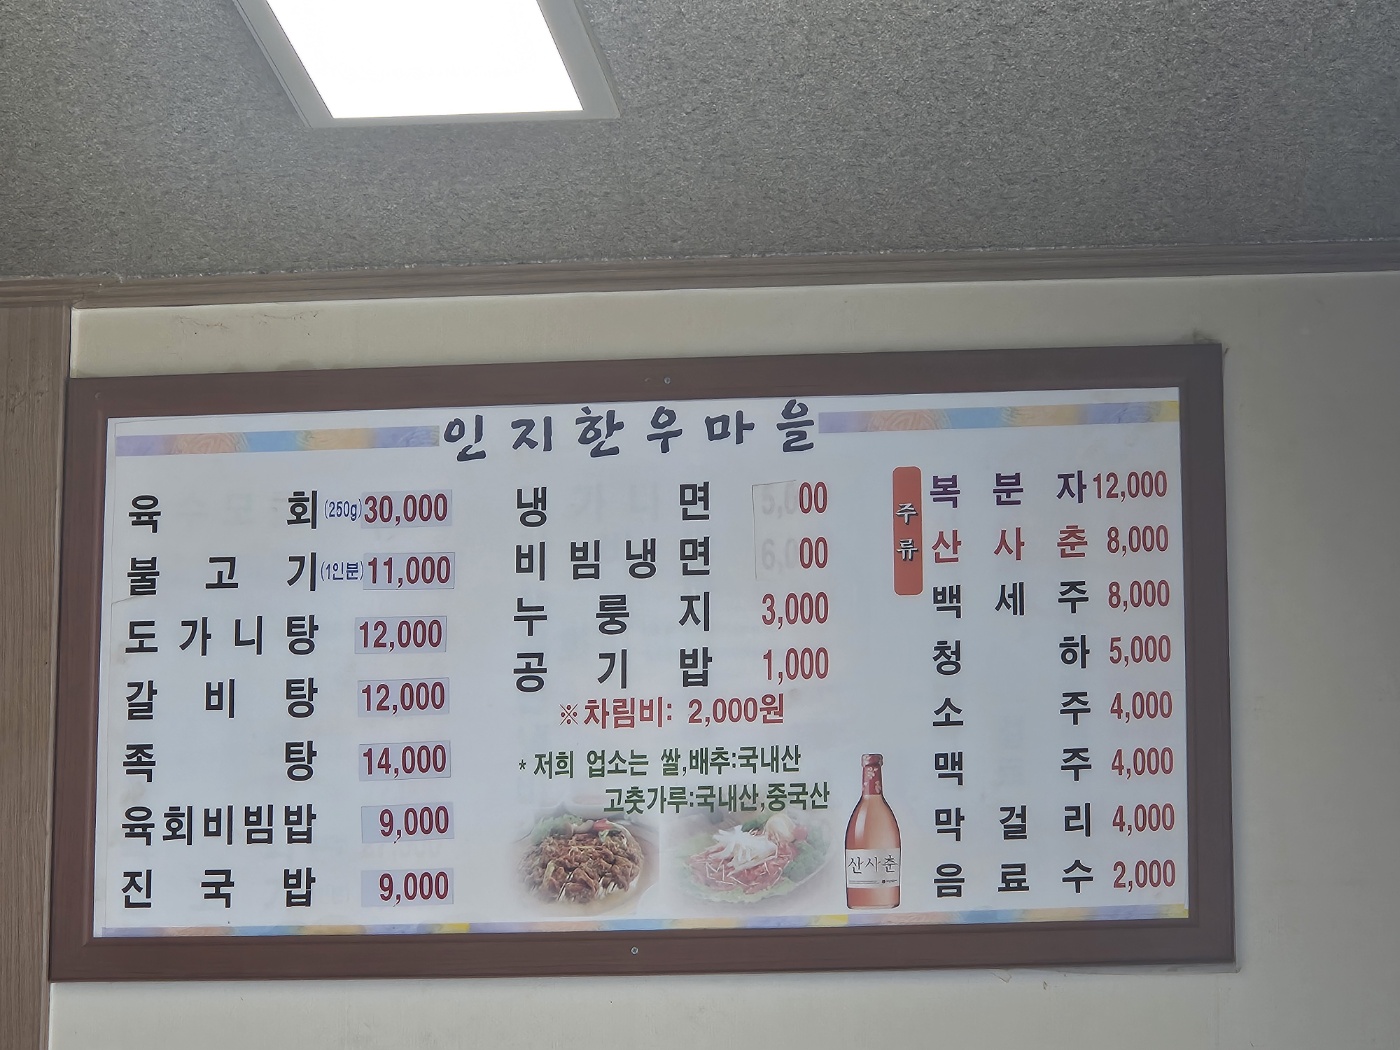 인지한우마을
육회(250g) 30,000
불고기(1인분) 11,000
도가니탕 12,000
갈비탕 12,000
족탕 14,000
육회비빔밥 9,000
진국밥 9,000
냉면 5,000
비빔냉면 6,000
누룽지 3,000
공기밥 1,000
※차림비: 2,000원
* 저희 업소는 쌀,배추:국내산
고춧가루:국내산,중국산
산사춘
주류
복분자 12,000
산사춘 8,000
백세주 8,000
청하 5,000
소주 4,000
맥주 4,000
막걸리 4,000
음료수 2,000